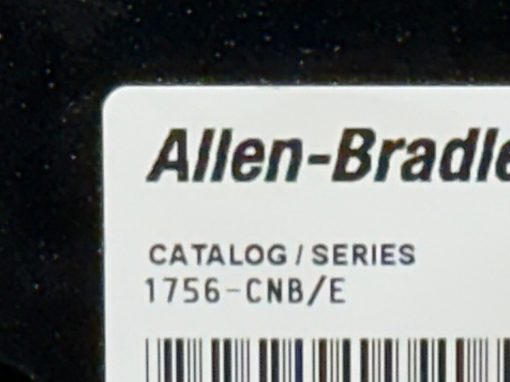 Allen-Bradle
CATALOG / SERIES
1756-CNB/E